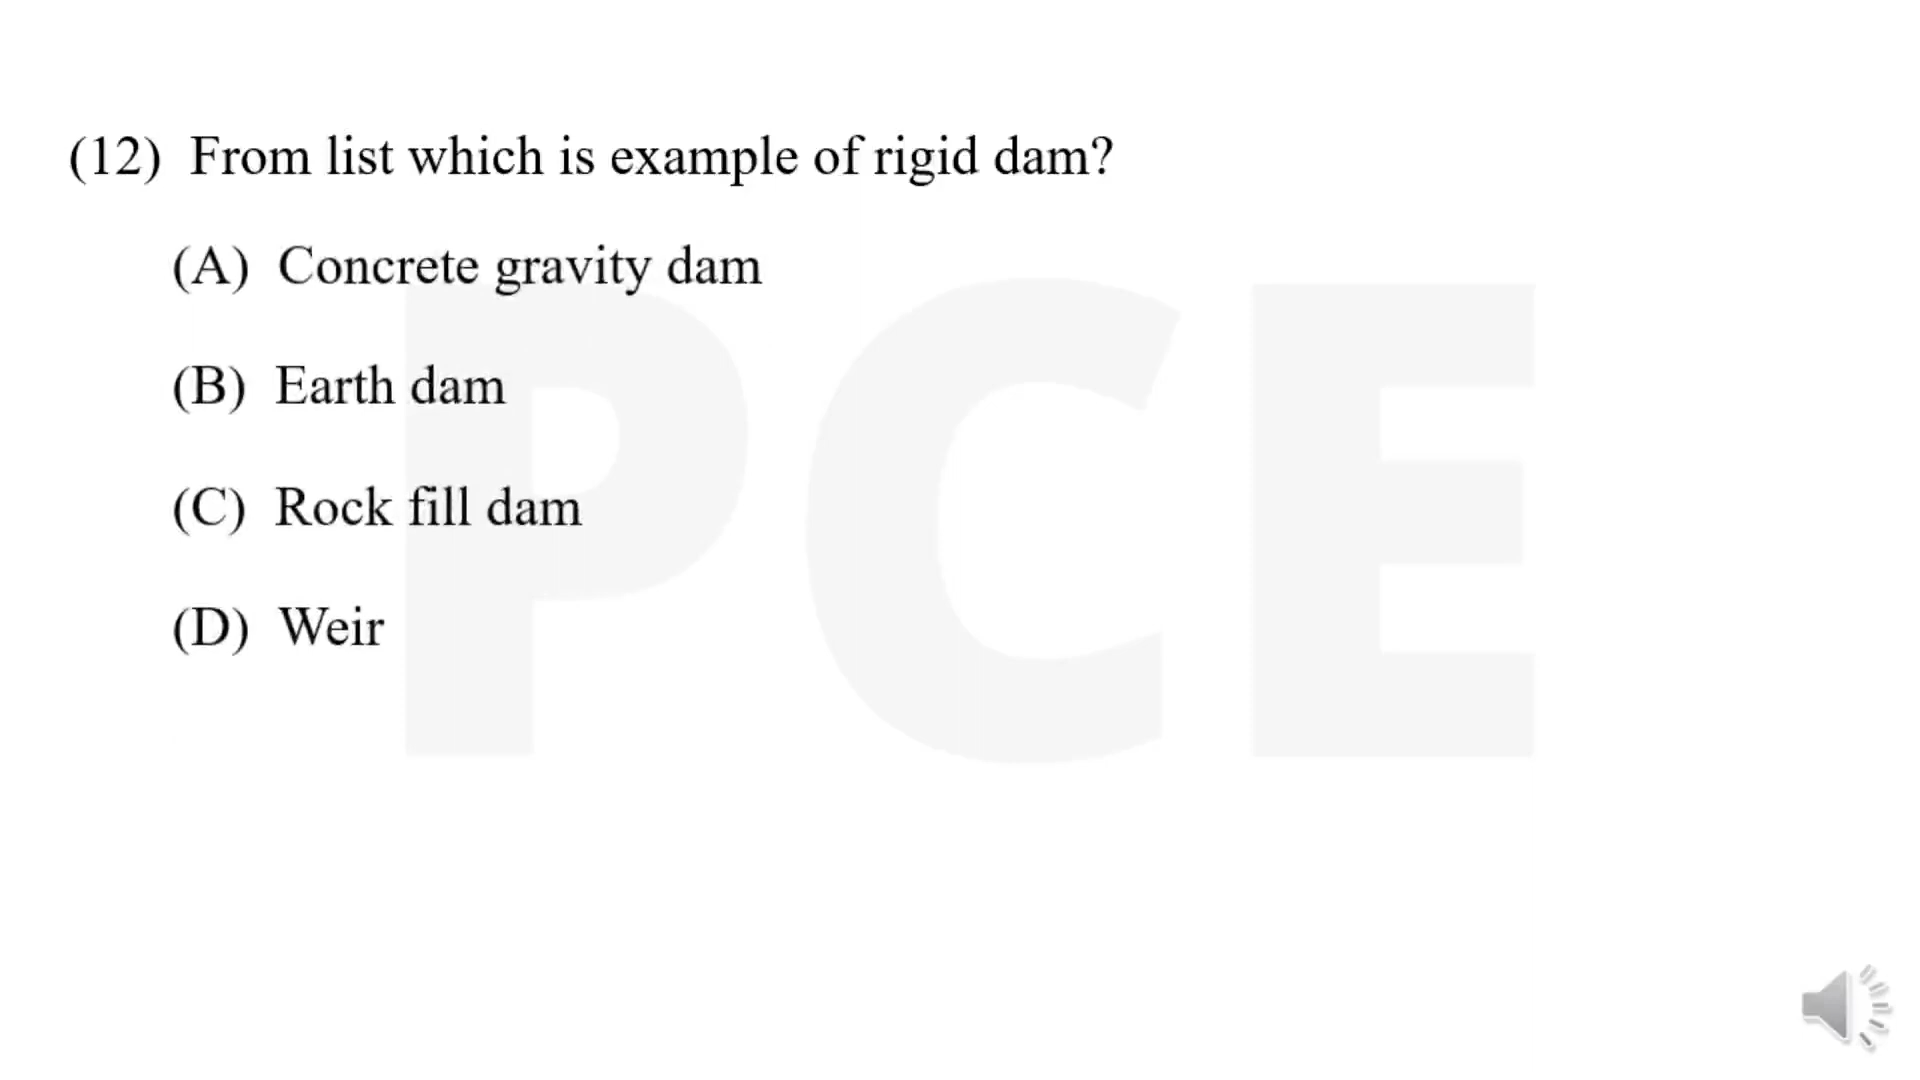 (12) From list which is example of rigid dam?
(A) Concrete gravity dam
(B) Earth dam
(C) Rock fill dam
(D) Weir
PCE